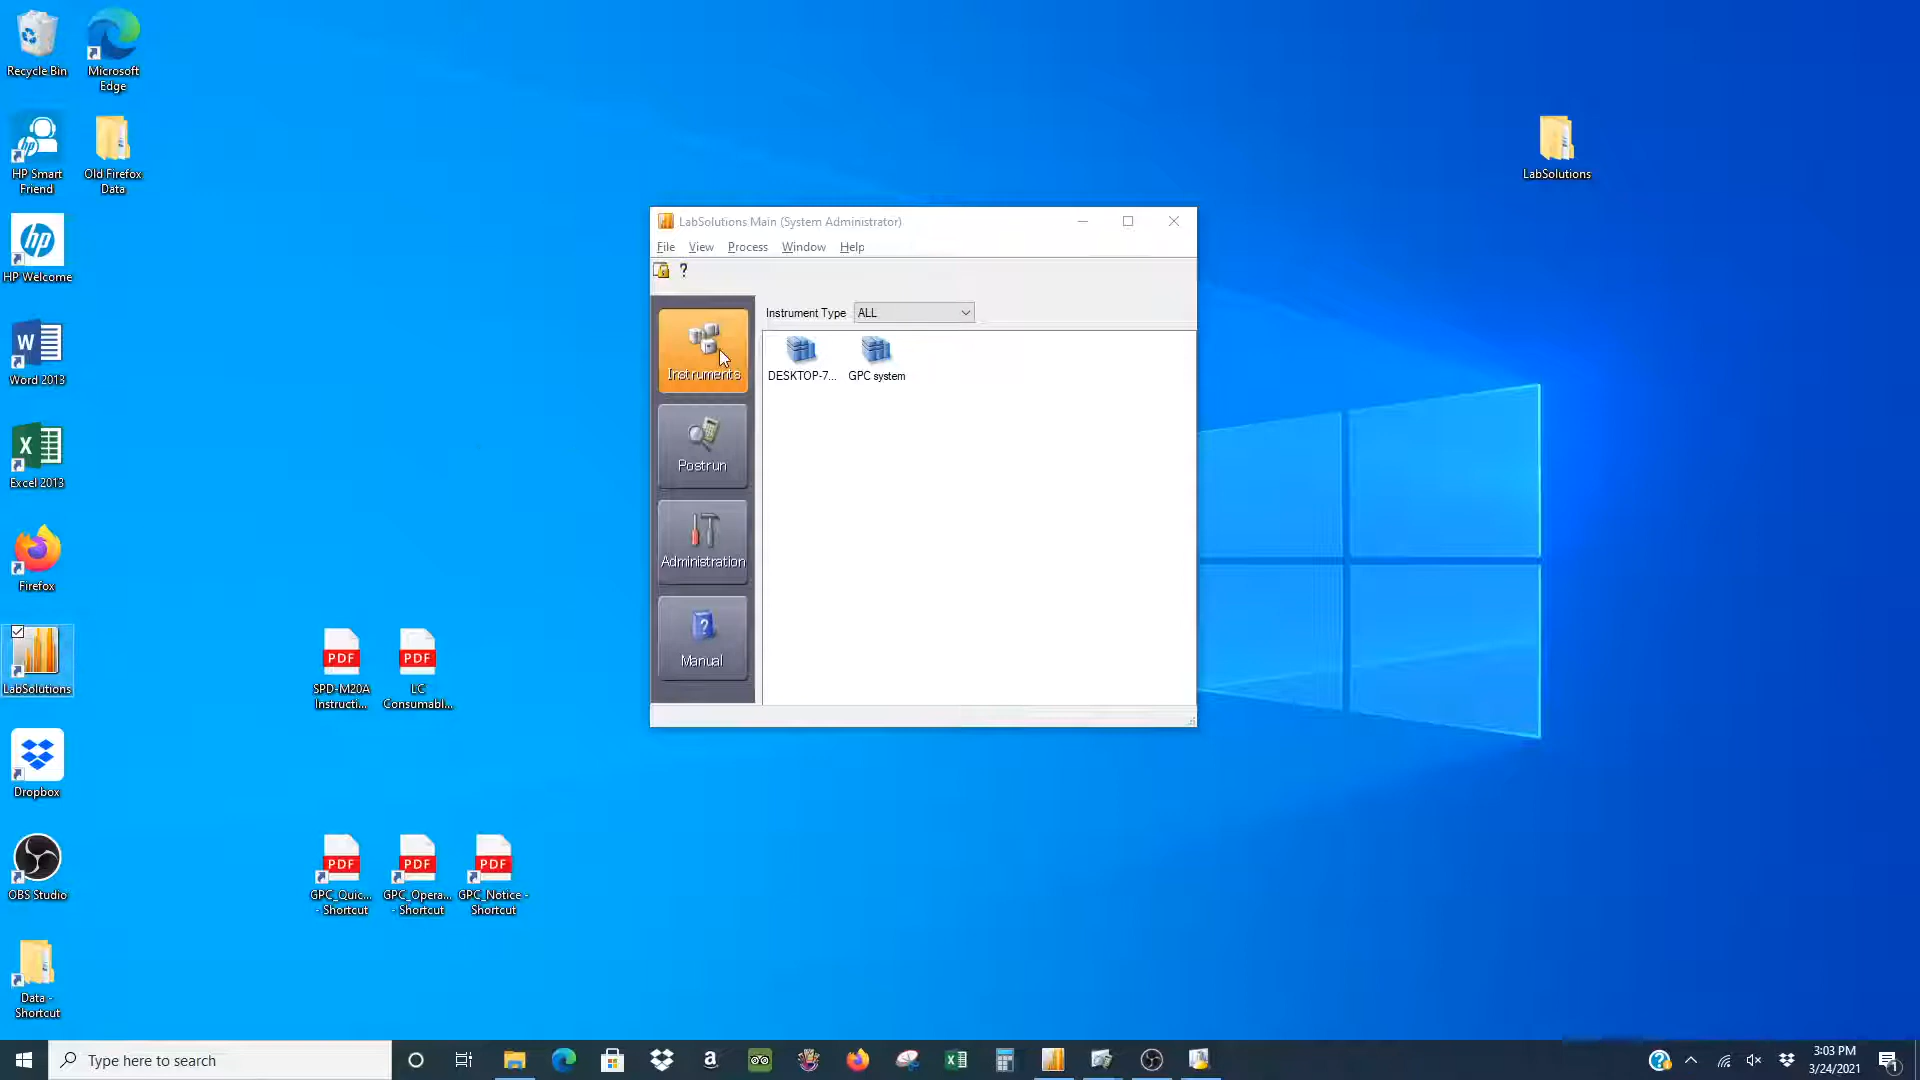 Recycle Bin
Microsoft
Edge
HP Smart
Friend
Old Firefox
Data
HP Welcome
Word 2013
Excel 2013
Firefox
LabSolutions
Dropbox
OBS Studio
Data -
Shortcut
SPD-M20A
Instructi...
LC
Consumabl...
GPC_Quic...
- Shortcut
GPC_Opera...
- Shortcut
GPC_Notice -
Shortcut
LabSolutions
LabSolutions Main (System Administrator)
File View Process Window Help
Instrument Type ALL
Instruments
Postrun
Administration
Manual
DESKTOP-7...
GPC system
Type here to search
3:03 PM
3/24/2021